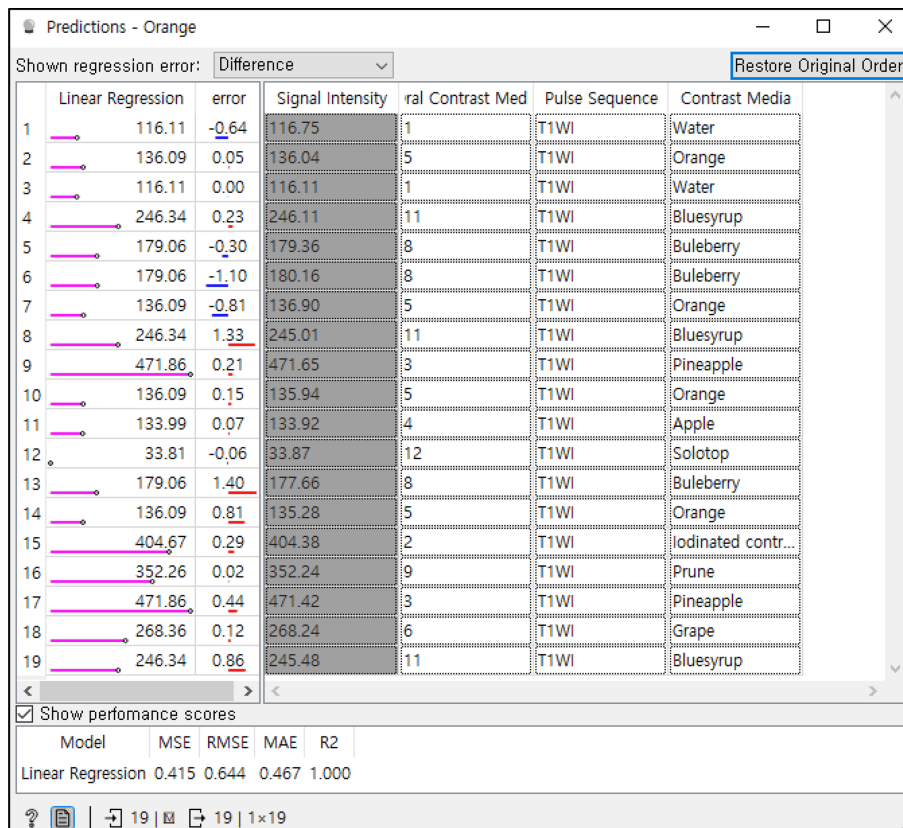 Predictions - Orange
Shown regression error: Difference
Restore Original Order
Linear Regression error Signal Intensity ral Contrast Med Pulse Sequence Contrast Media
1 116.11 -0.64 116.75 1 T1WI Water
2 136.09 0.05 136.04 5 T1WI Orange
3 116.11 0.00 116.11 1 T1WI Water
4 246.34 0.23 246.11 11 T1WI Bluesyrup
5 179.06 -0.30 179.36 8 T1WI Buleberry
6 179.06 -1.10 180.16 8 T1WI Buleberry
7 136.09 -0.81 136.90 5 T1WI Orange
8 246.34 1.33 245.01 11 T1WI Bluesyrup
9 471.86 0.21 471.65 3 T1WI Pineapple
10 136.09 0.15 135.94 5 T1WI Orange
11 133.99 0.07 133.92 4 T1WI Apple
12 33.81 -0.06 33.87 12 T1WI Solotop
13 179.06 1.40 177.66 8 T1WI Buleberry
14 136.09 0.81 135.28 5 T1WI Orange
15 404.67 0.29 404.38 2 T1WI Iodinated contr...
16 352.26 0.02 352.24 9 T1WI Prune
17 471.86 0.44 471.42 3 T1WI Pineapple
18 268.36 0.12 268.24 6 T1WI Grape
19 246.34 0.86 245.48 11 T1WI Bluesyrup
Show perfomance scores
Model MSE RMSE MAE R2
Linear Regression 0.415 0.644 0.467 1.000
? 19 | 19 | 1×19